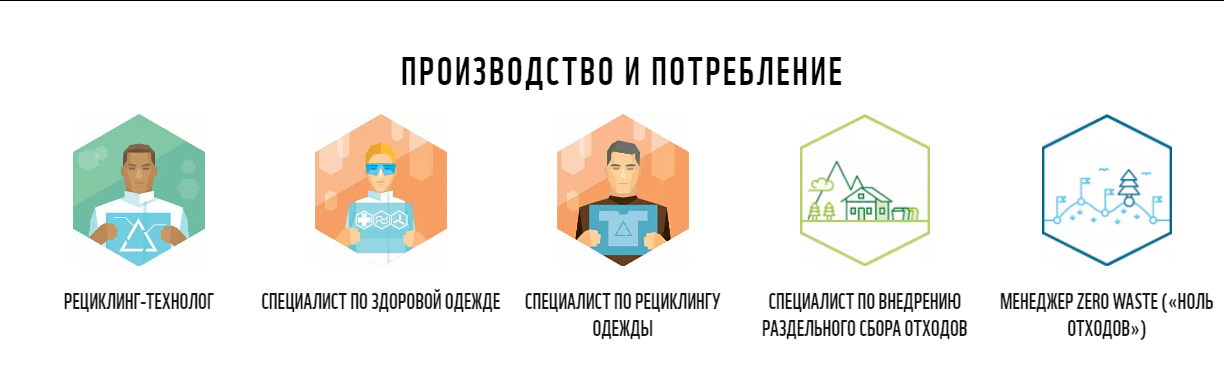 ПРОИЗВОДСТВО И ПОТРЕБЛЕНИЕ
РЕЦИКЛИНГ-ТЕХНОЛОГ
СПЕЦИАЛИСТ ПО ЗДОРОВОЙ ОДЕЖДЕ
СПЕЦИАЛИСТ ПО РЕЦИКЛИНГУ
ОДЕЖДЫ
СПЕЦИАЛИСТ ПО ВНЕДРЕНИЮ
РАЗДЕЛЬНОГО СБОРА ОТХОДОВ
МЕНЕДЖЕР ZERO WASTE («НОЛЬ
ОТХОДОВ»)